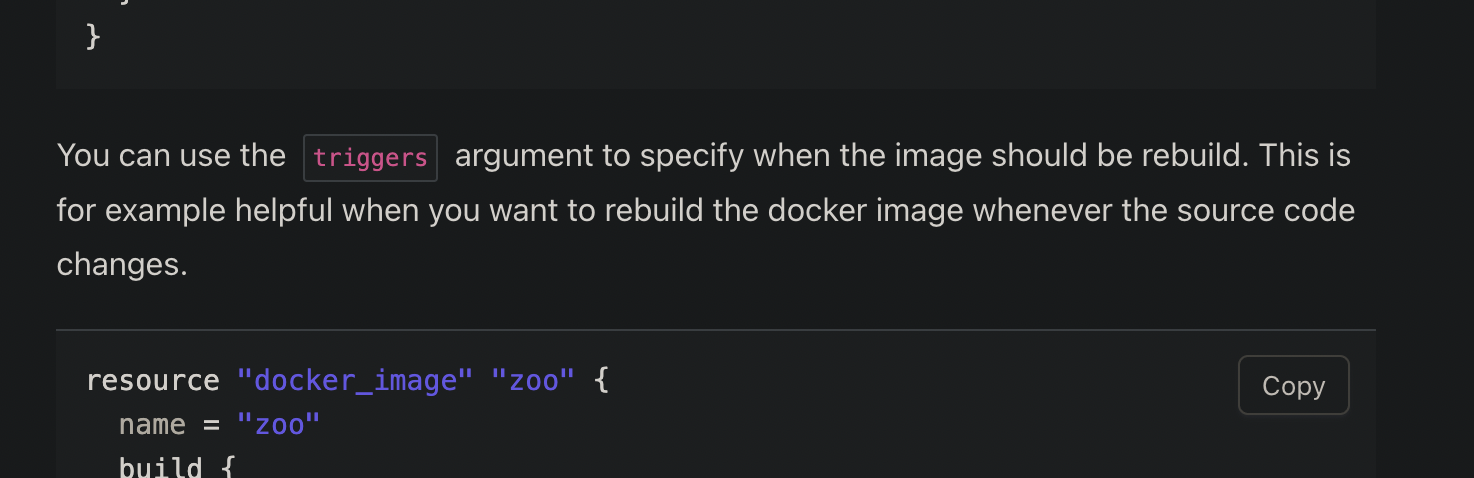 }
You can use the triggers argument to specify when the image should be rebuild. This is
for example helpful when you want to rebuild the docker image whenever the source code
changes.
resource "docker_image" "zoo" {
Copy
name = "zoo"
build {